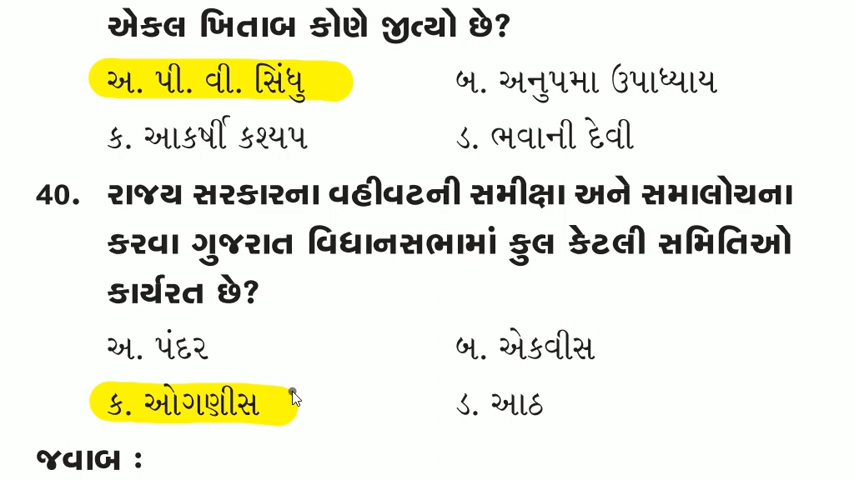 એકલ ખિતાબ કોણે જીત્યો છે?
અ. પી. વી. સિંધુ બ. અનુપમા ઉપાધ્યાય
ક. આકર્ષી કશ્યપ ડ. ભવાની દેવી
40. રાજય સરકારના વહીવટની સમીક્ષા અને સમાલોચના
કરવા ગુજરાત વિધાનસભામાં કુલ કેટલી સમિતિઓ
કાર્યરત છે?
અ. પંદર બ. એકવીસ
ક. ઓગણીસ ડ. આઠ
જવાબ :